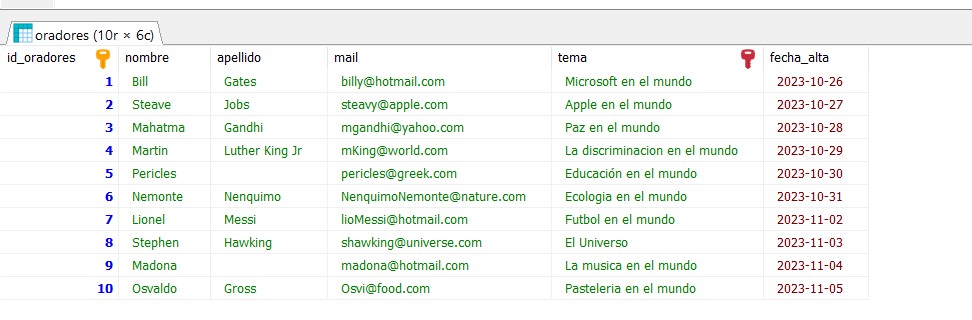 oradores (10r × 6c)
id_oradores nombre apellido mail tema fecha_alta
1 Bill Gates billy@hotmail.com Microsoft en el mundo 2023-10-26
2 Steave Jobs steavy@apple.com Apple en el mundo 2023-10-27
3 Mahatma Gandhi mgandhi@yahoo.com Paz en el mundo 2023-10-28
4 Martin Luther King Jr mKing@world.com La discriminacion en el mundo 2023-10-29
5 Pericles pericles@greek.com Educación en el mundo 2023-10-30
6 Nemonte Nenquimo NenquimoNemonte@nature.com Ecologia en el mundo 2023-10-31
7 Lionel Messi lioMessi@hotmail.com Futbol en el mundo 2023-11-02
8 Stephen Hawking shawking@universe.com El Universo 2023-11-03
9 Madona madona@hotmail.com La musica en el mundo 2023-11-04
10 Osvaldo Gross Osvi@food.com Pasteleria en el mundo 2023-11-05